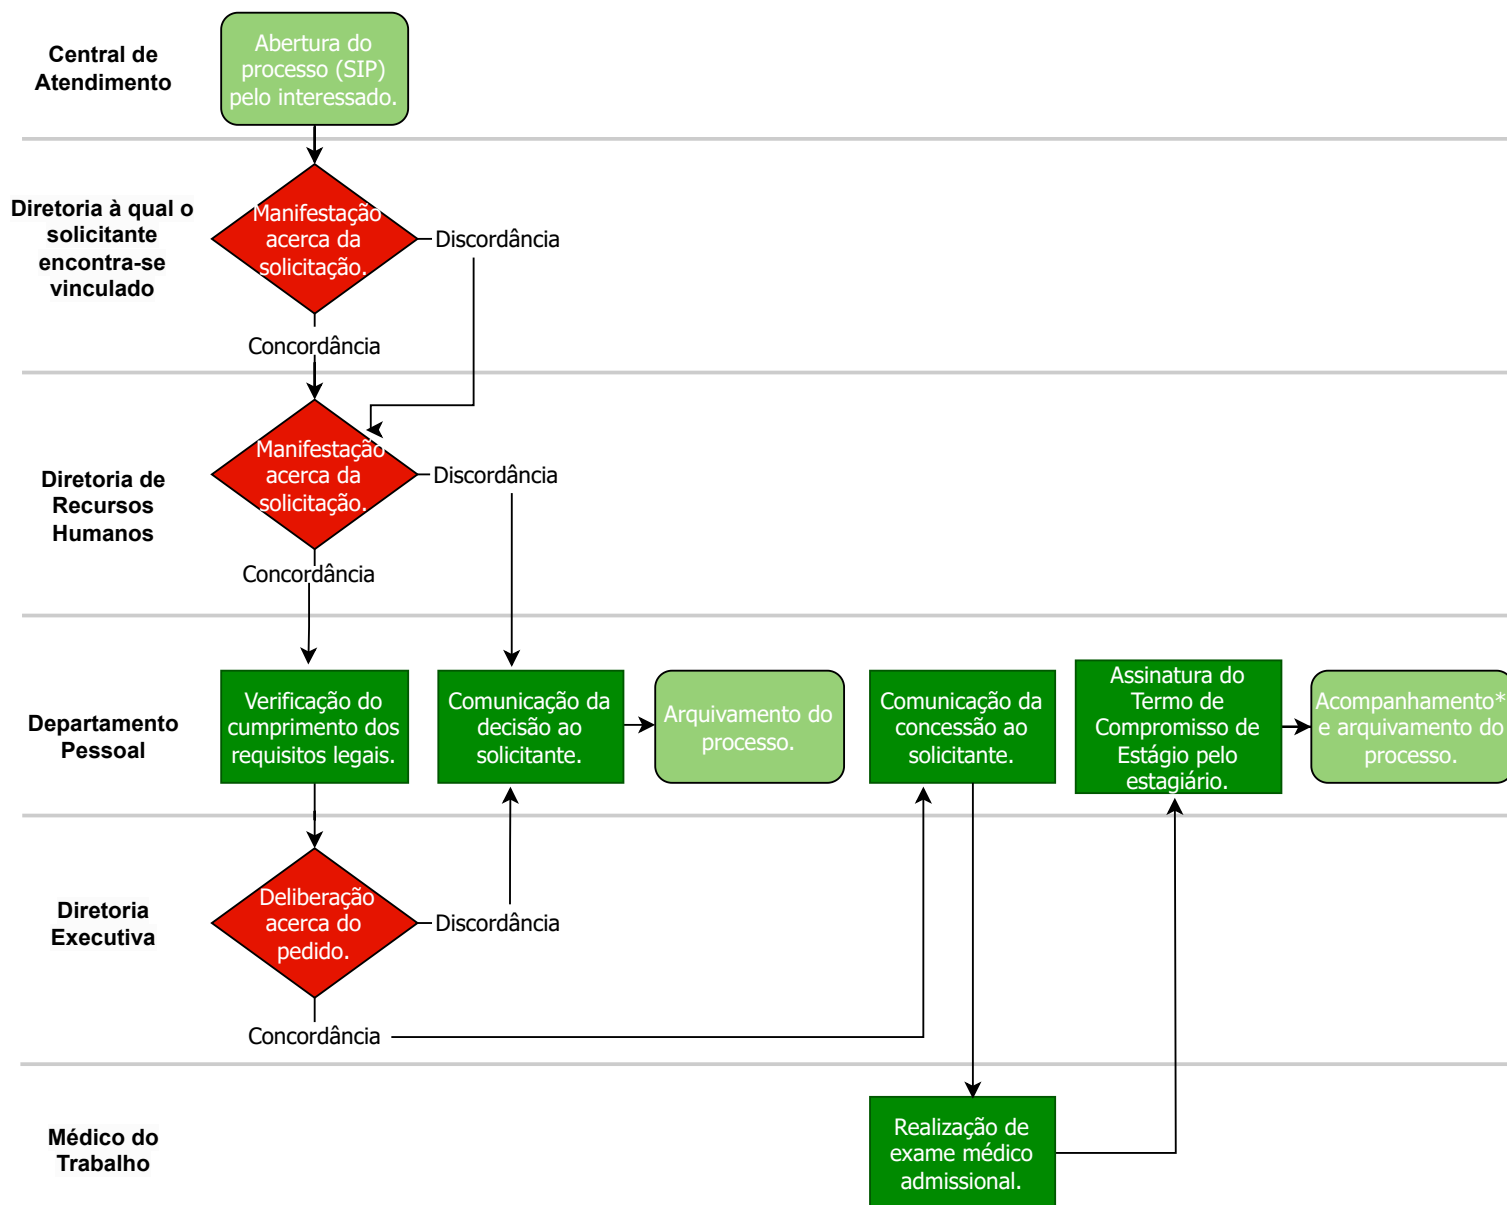 Central de
Atendimento
Abertura do
processo (SIP)
pelo interessado.
Diretoria à qual o
solicitante
encontra-se
vinculado
Manifestação
acerca da
solicitação.
Discordância
Concordância
Diretoria de
Recursos
Humanos
Manifestação
acerca da
solicitação.
Discordância
Concordância
Departamento
Pessoal
Verificação do
cumprimento dos
requisitos legais.
Comunicação da
decisão ao
solicitante.
Arquivamento do
processo.
Comunicação da
concessão ao
solicitante.
Assinatura do
Termo de
Compromisso de
Estágio pelo
estagiário.
Acompanhamento*
e arquivamento do
processo.
Diretoria
Executiva
Deliberação
acerca do
pedido.
Discordância
Concordância
Médico do
Trabalho
Realização de
exame médico
admissional.